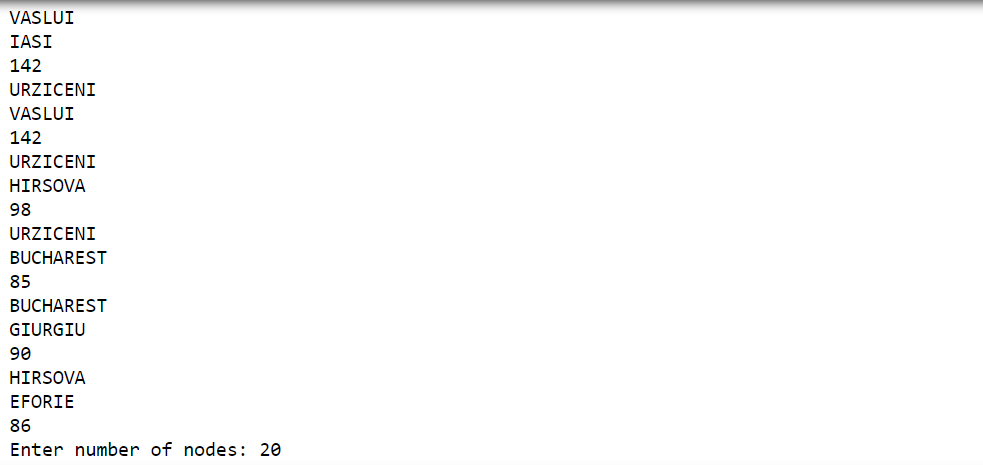 VASLUI
IASI
142
URZICENI
VASLUI
142
URZICENI
HIRSOVA
98
URZICENI
BUCHAREST
85
BUCHAREST
GIURGIU
90
HIRSOVA
EFORIE
86
Enter number of nodes: 20